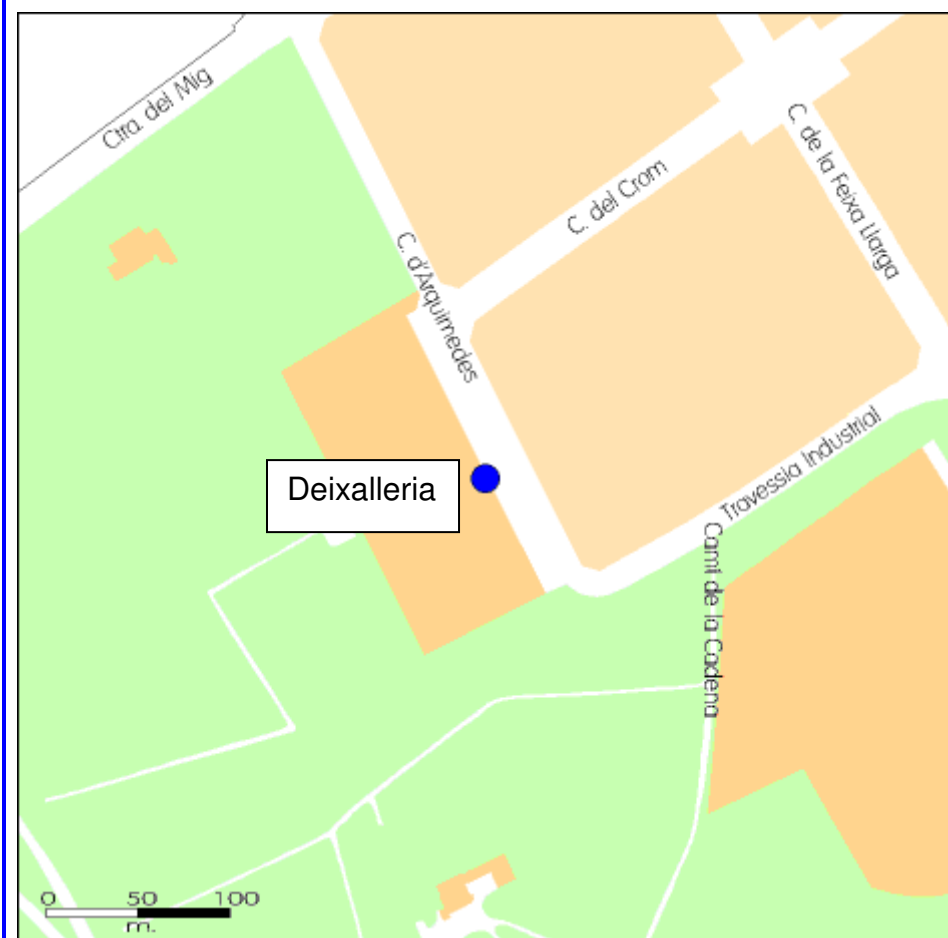 Ctra. del Mig
C. de la Feixa Llarga
C. del Crom
C. d'Arquimedes
Travessia Industrial
Deixalleria
Camí de la Cadena
0 50 100
m.